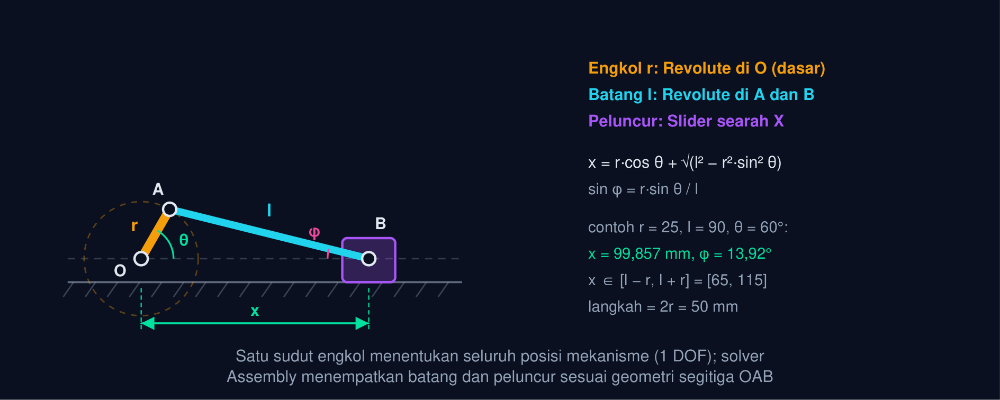 Engkol r: Revolute di O (dasar)
Batang l: Revolute di A dan B
Peluncur: Slider searah X
x = r·cos θ + √(l² − r²·sin² θ)
sin φ = r·sin θ / l
contoh r = 25, l = 90, θ = 60°:
x = 99,857 mm, φ = 13,92°
x ∈ [l − r, l + r] = [65, 115]
langkah = 2r = 50 mm
A
l
r
θ
φ
B
O
x
Satu sudut engkol menentukan seluruh posisi mekanisme (1 DOF); solver
Assembly menempatkan batang dan peluncur sesuai geometri segitiga OAB